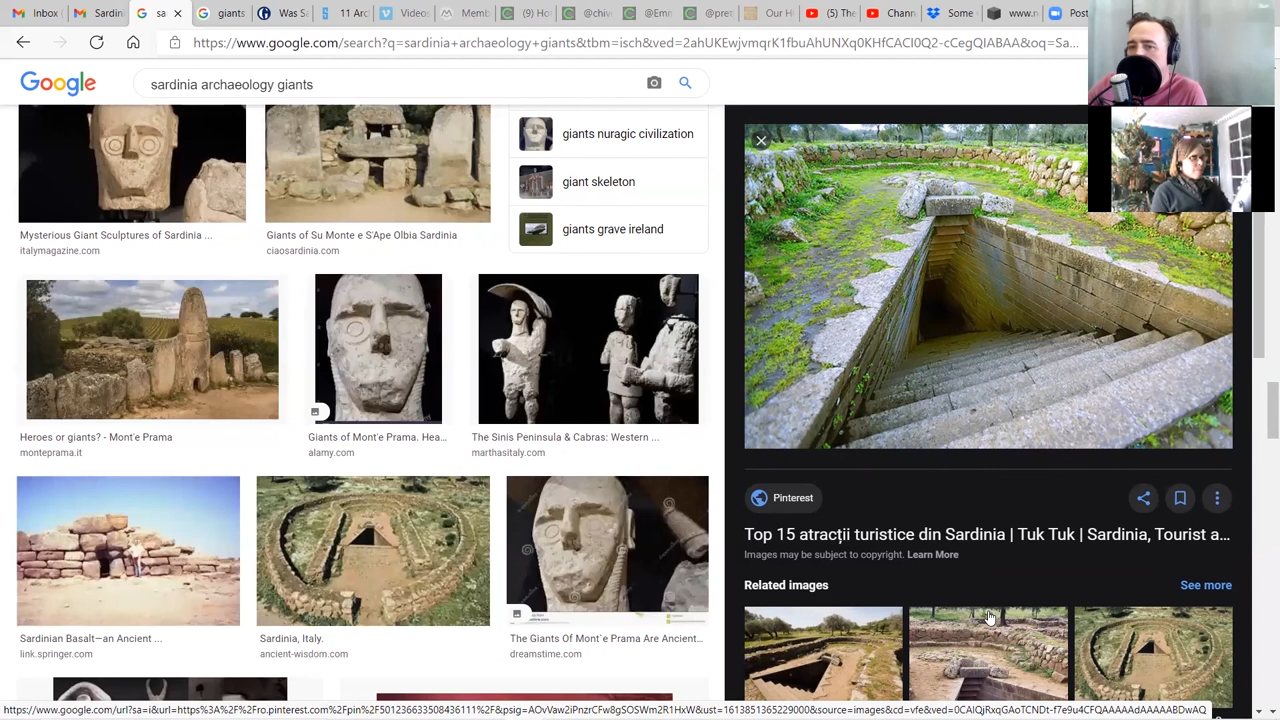 Inbox (
Sardin
sa
giants
Was S
11 Arc
Videos
Memb
(9) Ho
@chiv
@Emn
@pret
Our H
(5) The
Chann
Some
www.n
Post
https://www.google.com/search?q=sardinia+archaeology+giants&tbm=isch&ved=2ahUKEwjvmqrK1fbuAhUNXq0KHfCACI0Q2-cCegQIABAA&oq=Sa...
Google
sardinia archaeology giants
giants nuragic civilization
giant skeleton
giants grave ireland
Mysterious Giant Sculptures of Sardinia ...
italymagazine.com
Giants of Su Monte e S'Ape Olbia Sardinia
ciaosardinia.com
Heroes or giants? - Mont'e Prama
monteprama.it
Giants of Mont'e Prama. Hea...
alamy.com
The Sinis Peninsula & Cabras: Western ...
marthasitaly.com
Sardinian Basalt—an Ancient ...
link.springer.com
Sardinia, Italy.
ancient-wisdom.com
The Giants Of Mont`e Prama Are Ancient...
dreamstime.com
Pinterest
Top 15 atracții turistice din Sardinia | Tuk Tuk | Sardinia, Tourist a...
Images may be subject to copyright. Learn More
Related images
See more